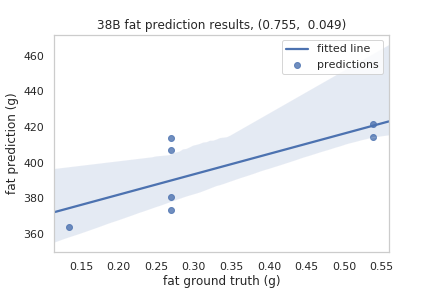 38B fat prediction results, (0.755,  0.049)
fitted line
predictions
fat prediction (g)
460
440
420
400
380
360
0.15 0.20 0.25 0.30 0.35 0.40 0.45 0.50 0.55
fat ground truth (g)